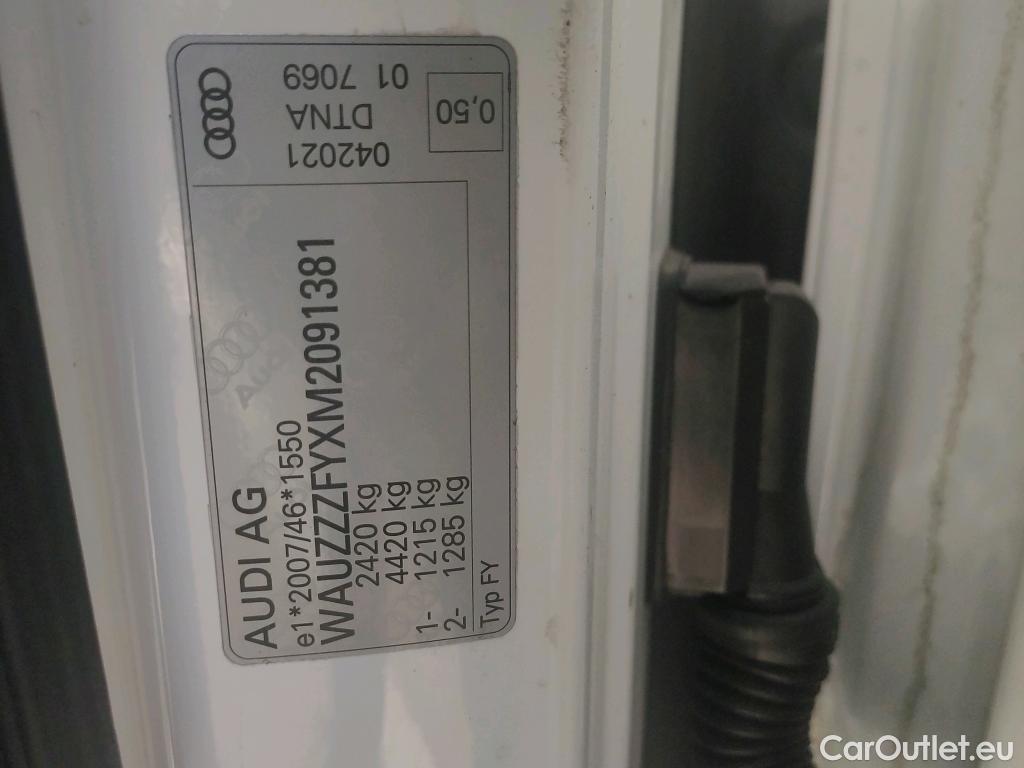 AUDI AG
e1*2007/46*1550
WAUZZZFYXM2091381
2420 kg
4420 kg
1- 1215 kg
2- 1285 kg
Typ FY
042021
DTNA
01 7069
0,50
AUDI
CarOutlet.eu